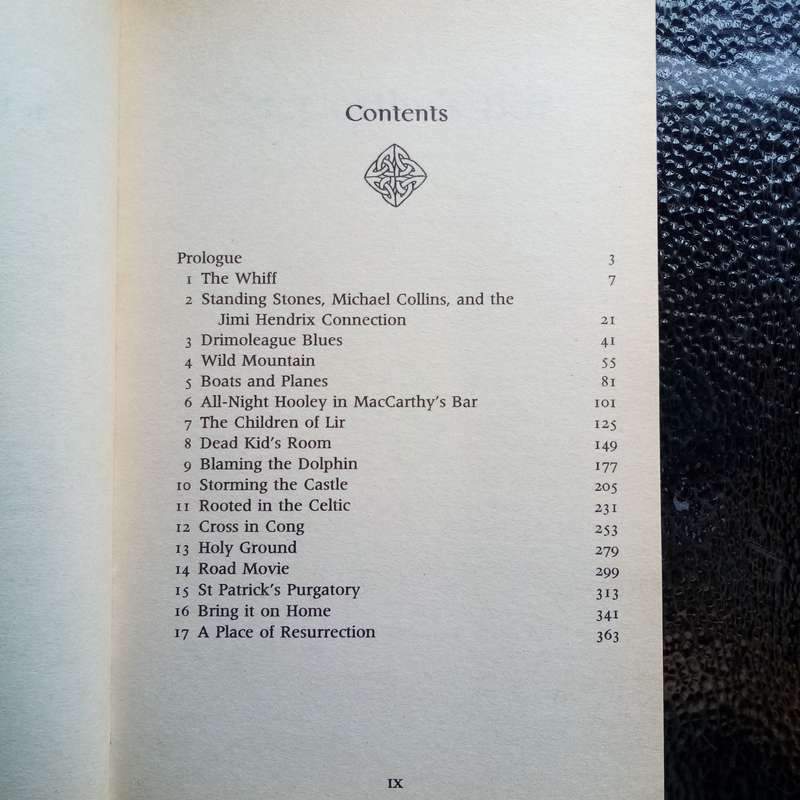 Contents
Prologue 3
1 The Whiff 7
2 Standing Stones, Michael Collins, and the
Jimi Hendrix Connection 21
3 Drimoleague Blues 41
4 Wild Mountain 55
5 Boats and Planes 81
6 All-Night Hooley in MacCarthy's Bar 101
7 The Children of Lir 125
8 Dead Kid's Room 149
9 Blaming the Dolphin 177
10 Storming the Castle 205
11 Rooted in the Celtic 231
12 Cross in Cong 253
13 Holy Ground 279
14 Road Movie 299
15 St Patrick's Purgatory 313
16 Bring it on Home 341
17 A Place of Resurrection 363
IX